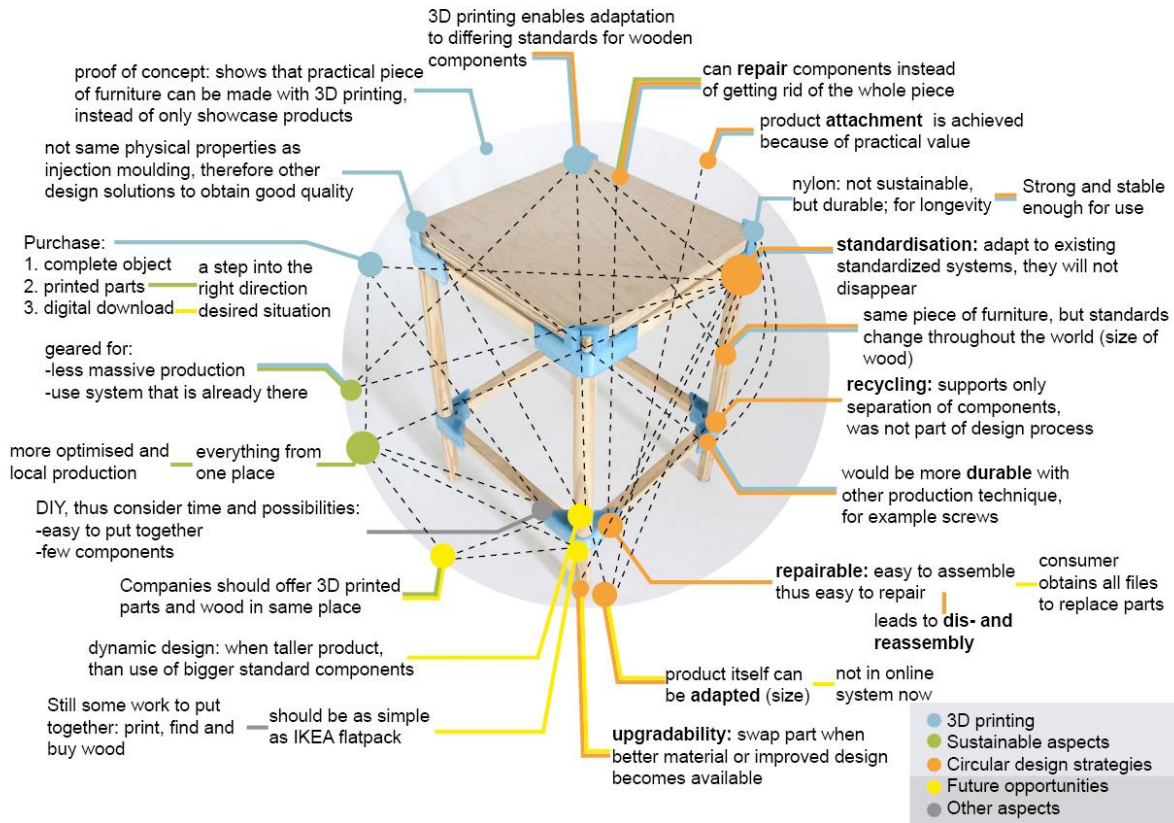 3D printing enables adaptation
to differing standards for wooden
components
proof of concept: shows that practical piece
of furniture can be made with 3D printing,
instead of only showcase products
can repair components instead
of getting rid of the whole piece
product attachment is achieved
because of practical value
not same physical properties as
injection moulding, therefore other
design solutions to obtain good quality
nylon: not sustainable,
but durable; for longevity
Strong and stable
enough for use
Purchase:
1. complete object
2. printed parts
3. digital download
a step into the
right direction
desired situation
standardisation: adapt to existing
standardized systems, they will not
disappear
same piece of furniture, but standards
change throughout the world (size of
wood)
geared for:
-less massive production
-use system that is already there
recycling: supports only
separation of components,
was not part of design process
more optimised and
local production
everything from
one place
would be more durable with
other production technique,
for example screws
DIY, thus consider time and possibilities:
-easy to put together
-few components
Companies should offer 3D printed
parts and wood in same place
repairable: easy to assemble
thus easy to repair
consumer
obtains all files
to replace parts
leads to dis- and
reassembly
dynamic design: when taller product,
than use of bigger standard components
product itself can
be adapted (size)
not in online
system now
Still some work to put
together: print, find and
buy wood
should be as simple
as IKEA flatpack
upgradability: swap part when
better material or improved design
becomes available
3D printing
Sustainable aspects
Circular design strategies
Future opportunities
Other aspects